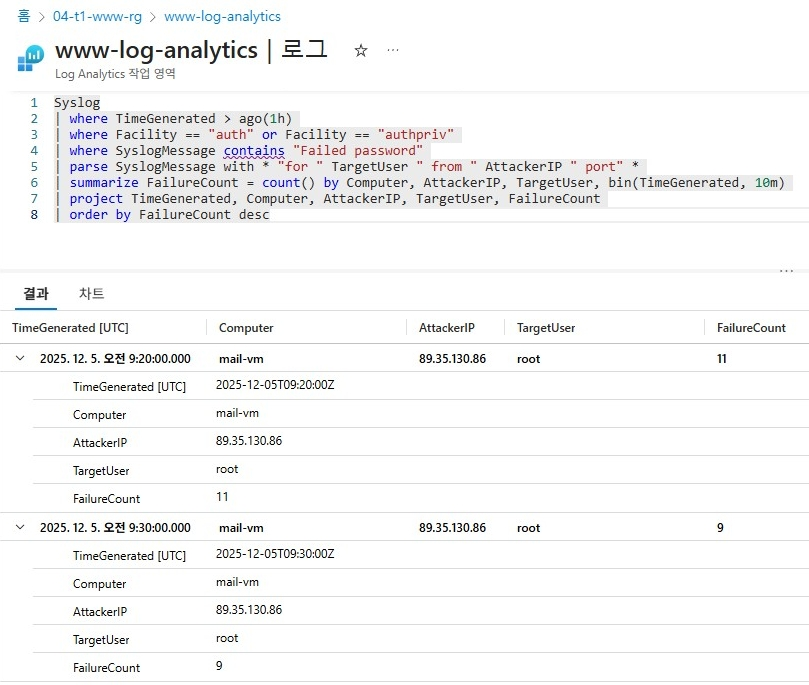 홈 > 04-t1-www-rg > www-log-analytics
www-log-analytics | 로그 ☆ ...
Log Analytics 작업 영역
1 Syslog
2 | where TimeGenerated > ago(1h)
3 | where Facility == "auth" or Facility == "authpriv"
4 | where SyslogMessage contains "Failed password"
5 | parse SyslogMessage with * "for " TargetUser " from " AttackerIP " port" *
6 | summarize FailureCount = count() by Computer, AttackerIP, TargetUser, bin(TimeGenerated, 10m)
7 | project TimeGenerated, Computer, AttackerIP, TargetUser, FailureCount
8 | order by FailureCount desc
...
결과 차트
TimeGenerated [UTC] Computer AttackerIP TargetUser FailureCount
2025. 12. 5. 오전 9:20:00.000 mail-vm 89.35.130.86 root 11
TimeGenerated [UTC] 2025-12-05T09:20:00Z
Computer mail-vm
AttackerIP 89.35.130.86
TargetUser root
FailureCount 11
2025. 12. 5. 오전 9:30:00.000 mail-vm 89.35.130.86 root 9
TimeGenerated [UTC] 2025-12-05T09:30:00Z
Computer mail-vm
AttackerIP 89.35.130.86
TargetUser root
FailureCount 9